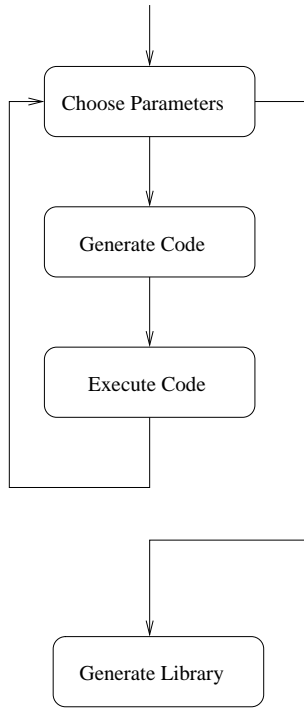 Choose Parameters
Generate Code
Execute Code
Generate Library